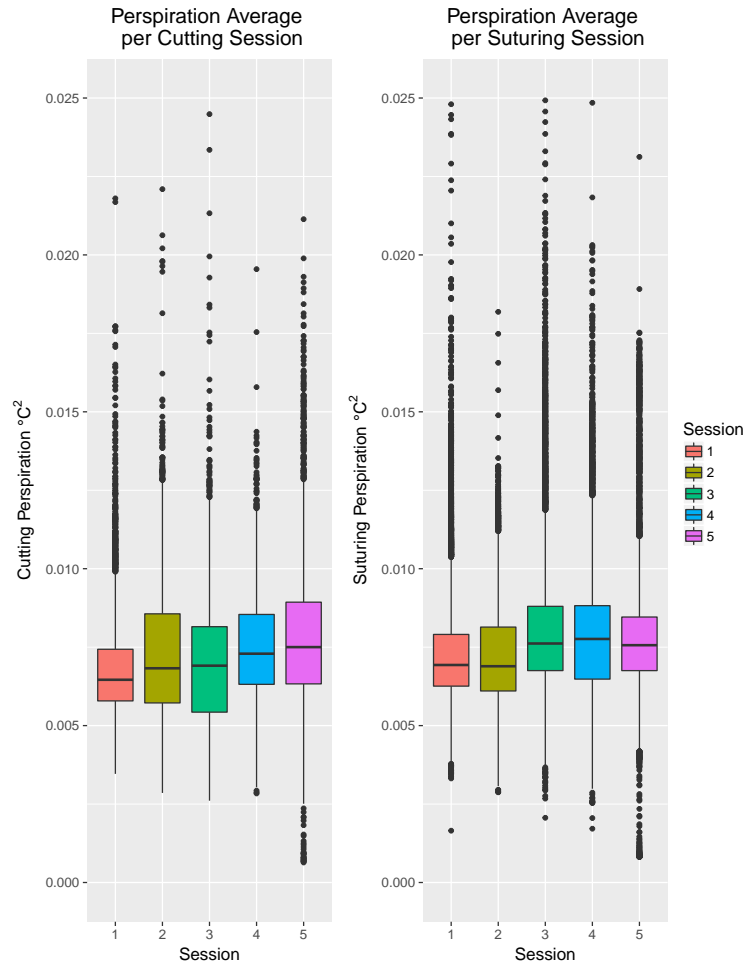 Perspiration Average
per Cutting Session
Cutting Perspiration °C²
0.025
0.020
0.015
0.010
0.005
0.000
1 2 3 4 5
Session
Perspiration Average
per Suturing Session
Suturing Perspiration °C²
0.025
0.020
0.015
0.010
0.005
0.000
1 2 3 4 5
Session
Session
1
2
3
4
5